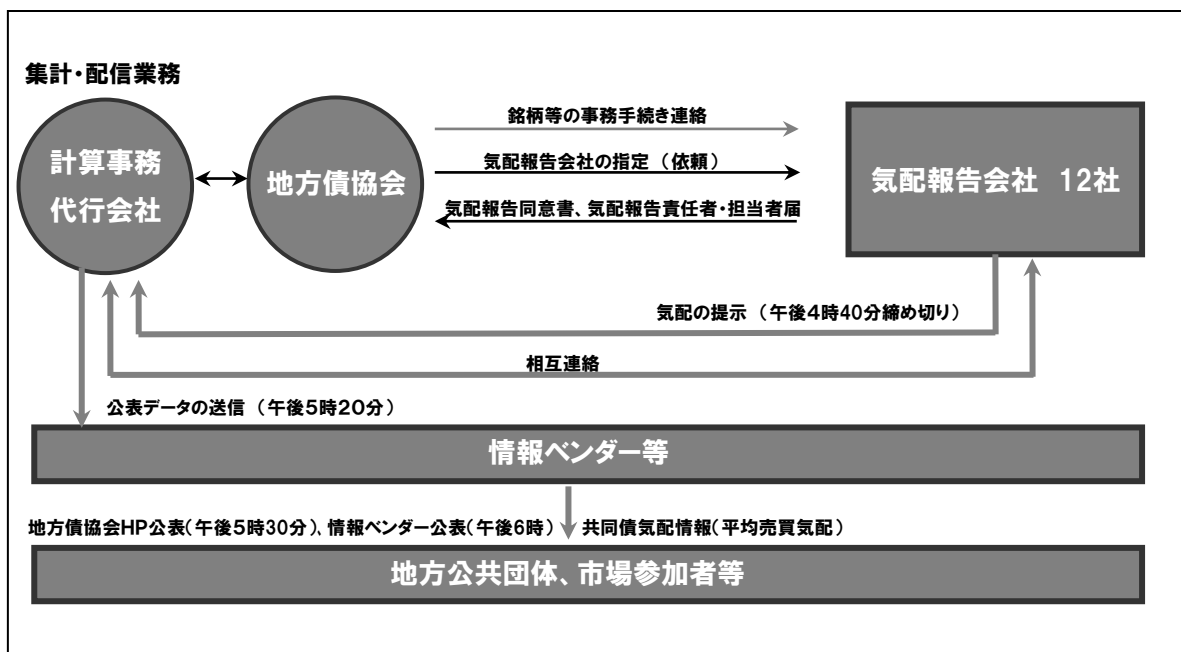 集計・配信業務
計算事務
代行会社
地方債協会
銘柄等の事務手続き連絡
気配報告会社の指定 （依頼）
気配報告同意書、気配報告責任者・担当者届
気配報告会社　12社
気配の提示 （午後４時４０分締め切り）
相互連絡
公表データの送信 （午後５時２０分）
情報ベンダー等
地方債協会HP公表（午後５時３０分）、情報ベンダー公表（午後６時）
共同債気配情報（平均売買気配）
地方公共団体、市場参加者等